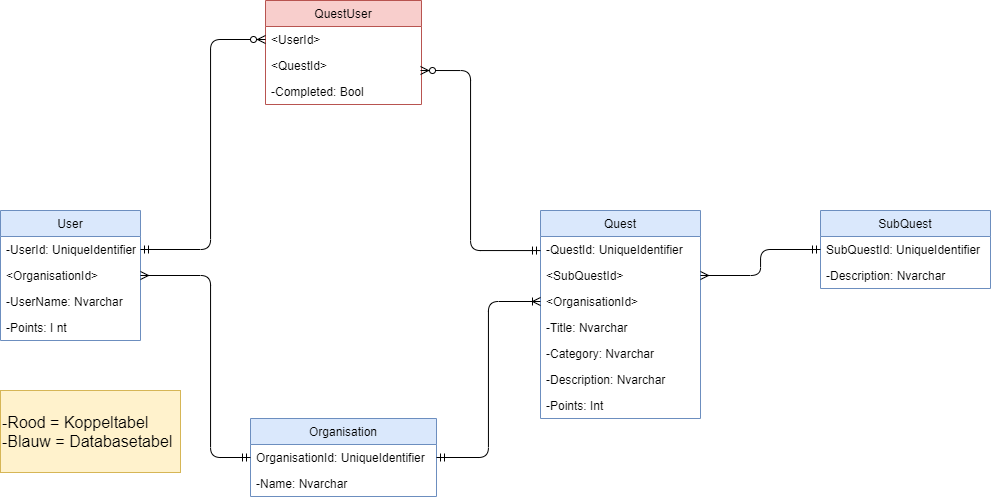 QuestUser
<UserId>
<QuestId>
-Completed: Bool
User
-UserId: UniqueIdentifier
<OrganisationId>
-UserName: Nvarchar
-Points: I nt
Quest
-QuestId: UniqueIdentifier
<SubQuestId>
<OrganisationId>
-Title: Nvarchar
-Category: Nvarchar
-Description: Nvarchar
-Points: Int
SubQuest
SubQuestId: UniqueIdentifier
-Description: Nvarchar
-Rood = Koppeltabel
-Blauw = Databasetabel
Organisation
OrganisationId: UniqueIdentifier
-Name: Nvarchar